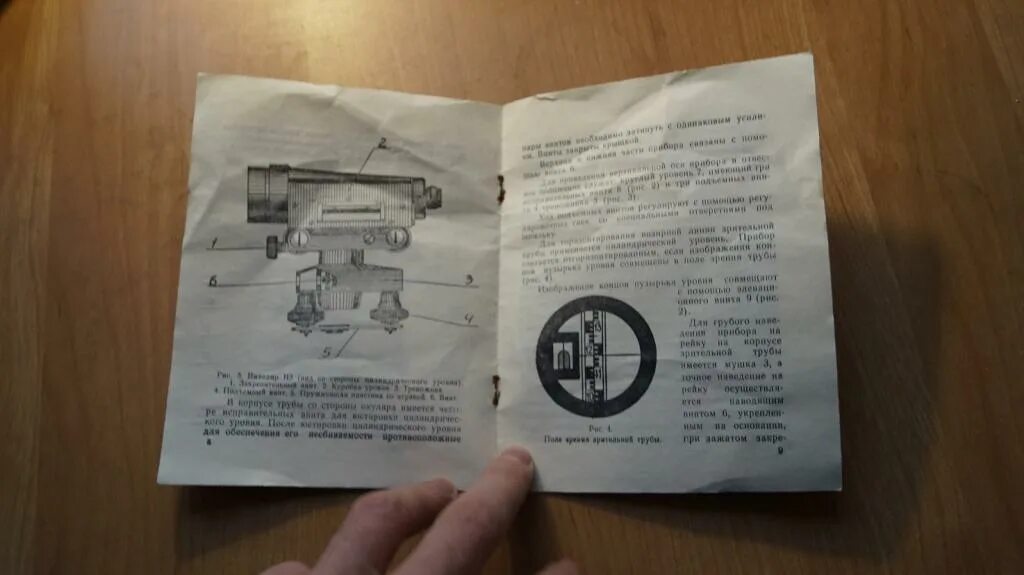 2
1
6
3
4
5
Рис. 3. Нивелир Н3 (вид со стороны цилиндрического уровня).
1. Закрепительный винт. 2. Коробка уровня. 3. Трегерк
4. Подъемный винт. 5. Пружинящая пластина со втулкой. 6. Винт.
В корпусе трубы со стороны окуляра имеется четы-
ре исправительных винта для юстировки цилиндричес-
кого уровня. После юстировки цилиндрического уровня
для обеспечения его несбиваемости противоположные
8
пары винтов необходимо затянуть с одинаковым усили-
ем. Винты закрыты крышкой.
Верхняя и нижняя части прибора связаны с помо-
щью винта 6.
Для приведения вертикальной оси прибора в отвес-
ное положение служат круглый уровень 7, имеющий три
исправительных винта 8 (рис. 2) и три подъемных вин-
та 4 3 (рис. 3).
Ход подъемных винтов регулируют с помощью регу-
гаек со специальными отверстиями под
шпильку.
Для горизонтирования визирной линии зрительной
трубы применяется цилиндрический уровень. Прибор
считается отгоризонтированным, если изображения кон-
цов пузырька уровня совмещены в поле зрения трубы
(рис. 4).
Изображение концов пузырька уровня совмещают
с помощью элеваци-
онного винта 9 (рис.
2).
Для грубого наве-
дения прибора на
рейку на корпусе
зрительной трубы
имеется мушка 3, а
точное наведение на
рейку осуществля-
ется наводящим
винтом 6, укреплен-
ным на основании,
при зажатом закре-
Рис. 4.
Поле зрения зрительной трубы.
9